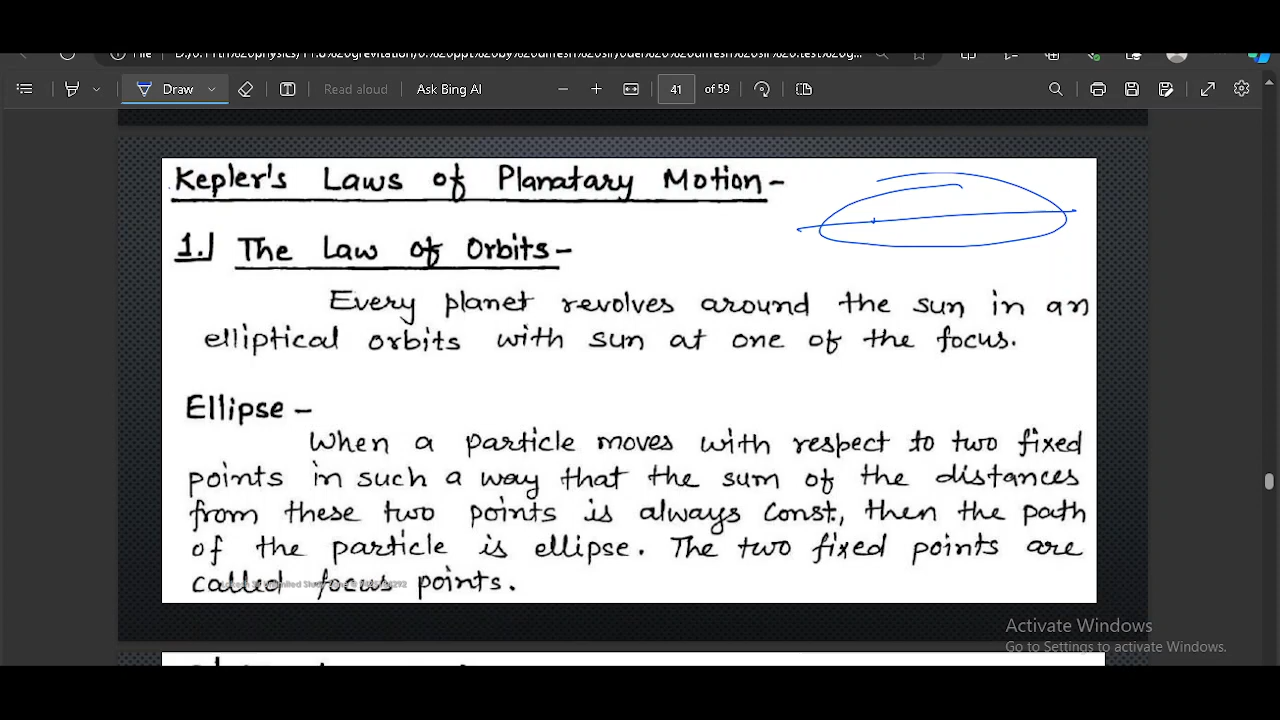 File
Draw
Read aloud
Ask Bing AI
41
of 59
Kepler's Laws of Planatary Motion-
1.] The Law of Orbits-
Every planet revolves around the sun in an
elliptical orbits with sun at one of the focus.
Ellipse-
When a particle moves with respect to two fixed
points in such a way that the sum of the distances
from these two points is always const., then the path
of the particle is ellipse. The two fixed points are
called focus points.
Activate Windows
Go to Settings to activate Windows.